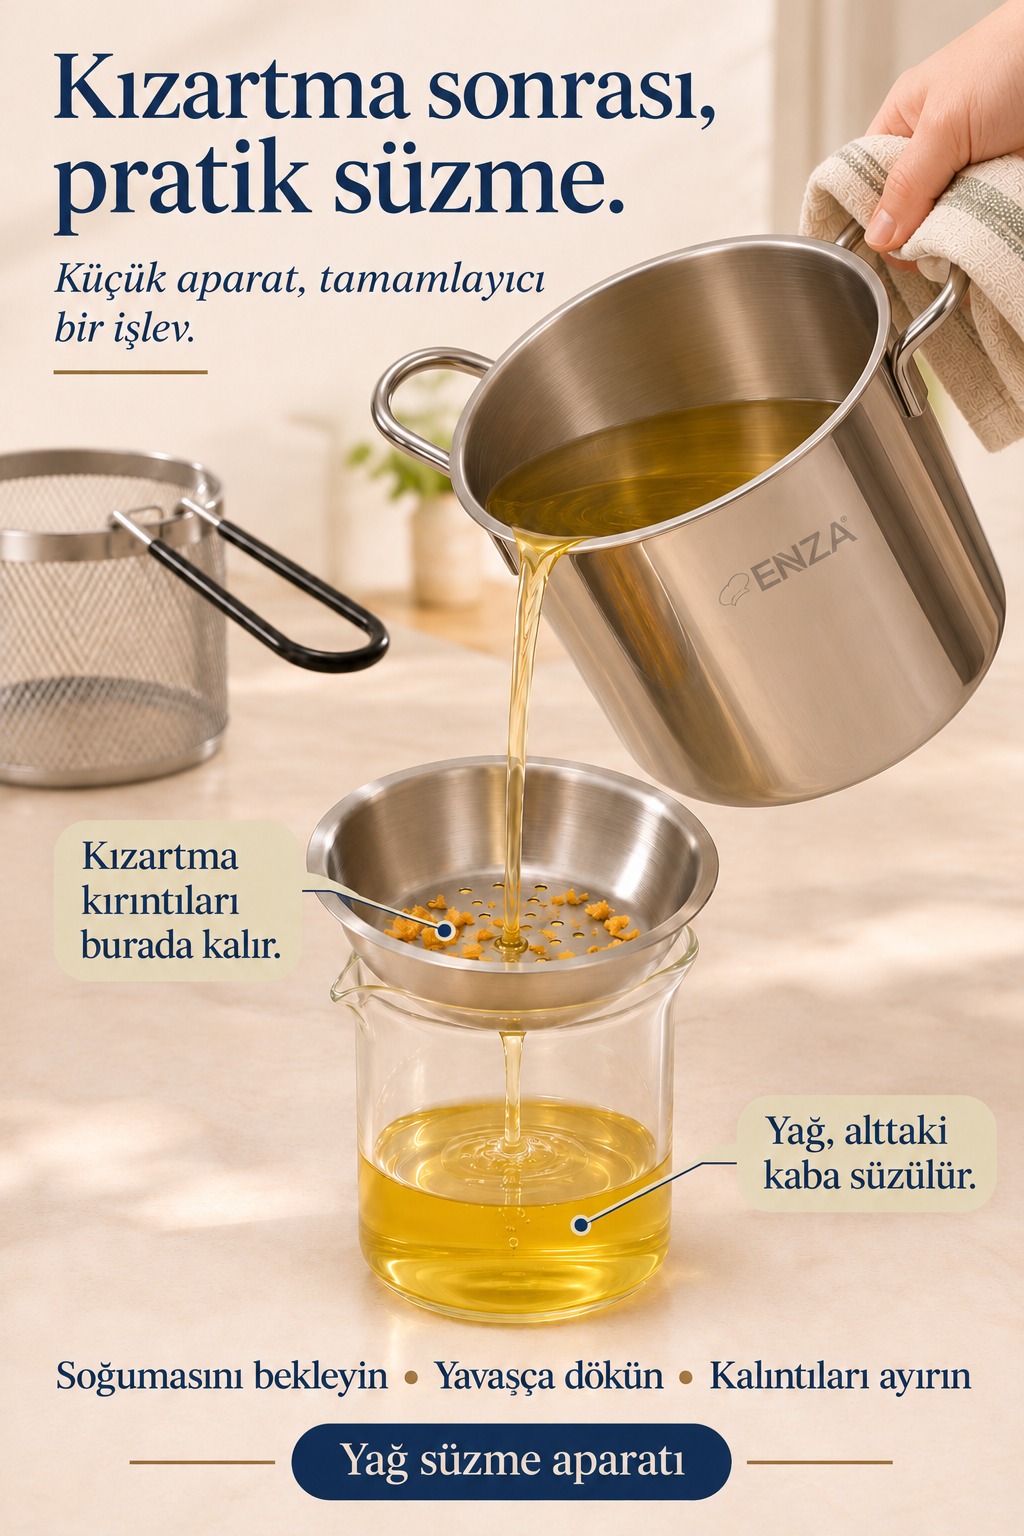 Kızartma sonrası,
pratik süzme.
Küçük aparat, tamamlayıcı
bir işlev.
ENZA®
Kızartma
kırıntıları
burada kalır.
Yağ, alttaki
kaba süzülür.
Soğumasını bekleyin • Yavaşça dökün • Kalıntıları ayırın
Yağ süzme aparatı